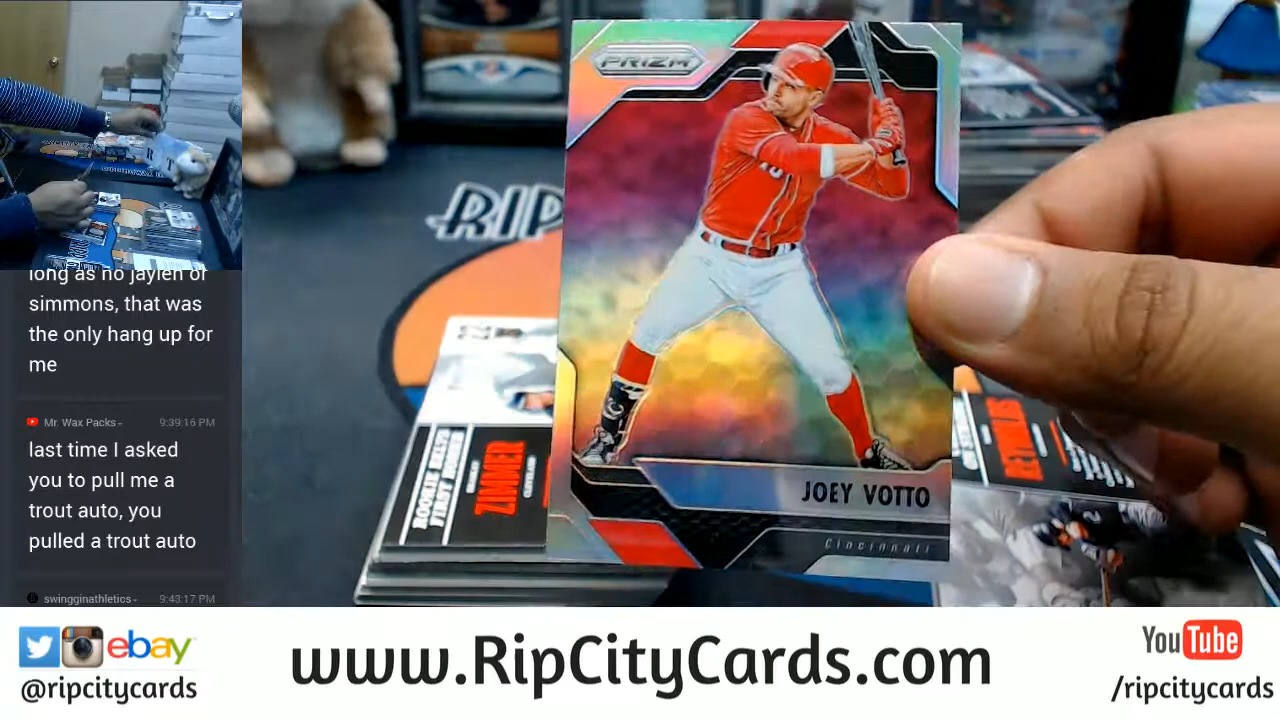 long as no jaylen or
simmons, that was
the only hang up for
me
Mr. Wax Packs
9:39:16 PM
last time I asked
you to pull me a
trout auto, you
pulled a trout auto
swingginathletics
9:43:17 PM
PRIZM
JOEY VOTTO
Cincinnati
RIP
ZIMMER
CLEVELAND
ebay
@ripcitycards
www.RipCityCards.com
YouTube
/ripcitycards